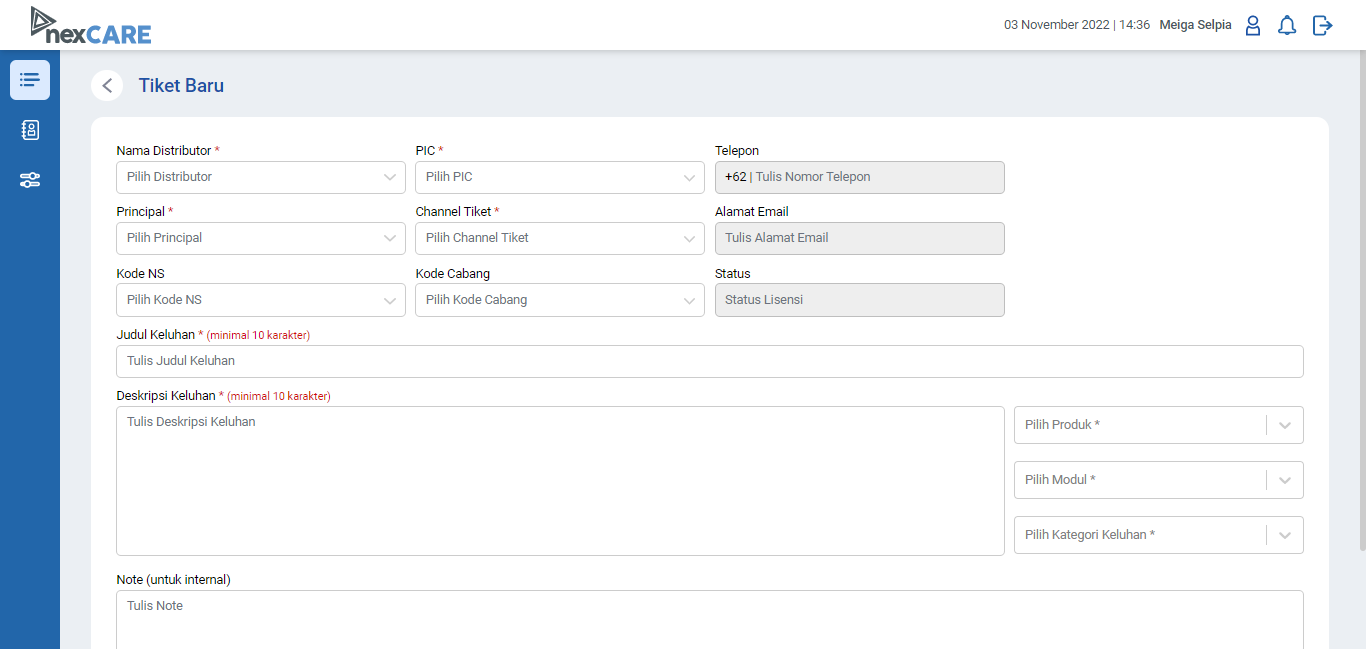 nexCARE
03 November 2022 | 14:36 Meiga Selpia
Tiket Baru
Nama Distributor * PIC * Telepon
Pilih Distributor Pilih PIC +62 | Tulis Nomor Telepon
Principal * Channel Tiket * Alamat Email
Pilih Principal Pilih Channel Tiket Tulis Alamat Email
Kode NS Kode Cabang Status
Pilih Kode NS Pilih Kode Cabang Status Lisensi
Judul Keluhan * (minimal 10 karakter)
Tulis Judul Keluhan
Deskripsi Keluhan * (minimal 10 karakter)
Tulis Deskripsi Keluhan
Pilih Produk *
Pilih Modul *
Pilih Kategori Keluhan *
Note (untuk internal)
Tulis Note